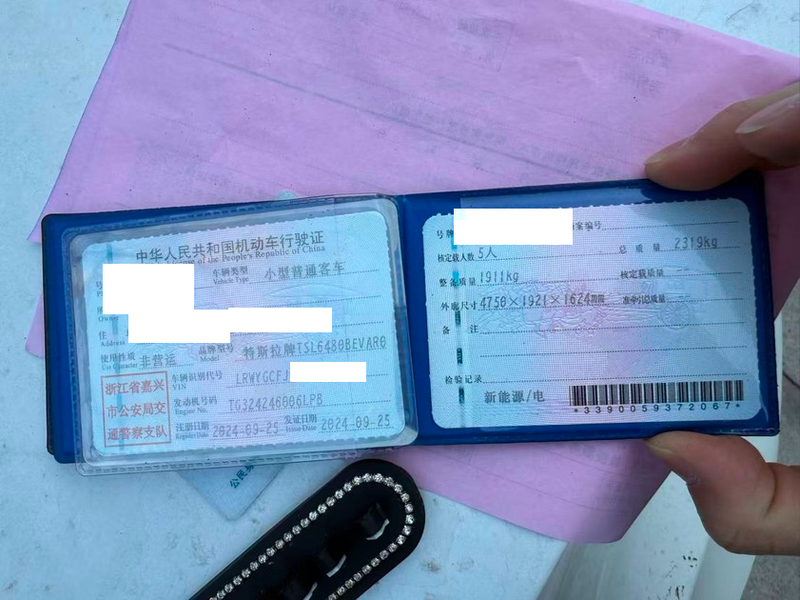 中华人民共和国机动车行驶证
of the People's Republic of China
号
车辆类型 小型普通客车
Vehicle Type
Owner
住
Address
使用性质 非营运
Use Character
品牌型号 特斯拉牌TSL6480BEVAR0
Model
浙江省嘉兴
市公安局交
通警察支队
车辆识别代号 LRWYGCFJ
VIN
发动机号码 TG324246006LPB
Engine No.
注册日期 2024-09-25
Register Date
发证日期 2024-09-25
Issue Date
号牌
案编号
核定载人数 5人
总质量 2319kg
整备质量 1911kg
核定载质量 --
外廓尺寸 4750×1921×1624mm
准牵引总质量 --
备注
检验记录
新能源/电
*3390059372067*
公民